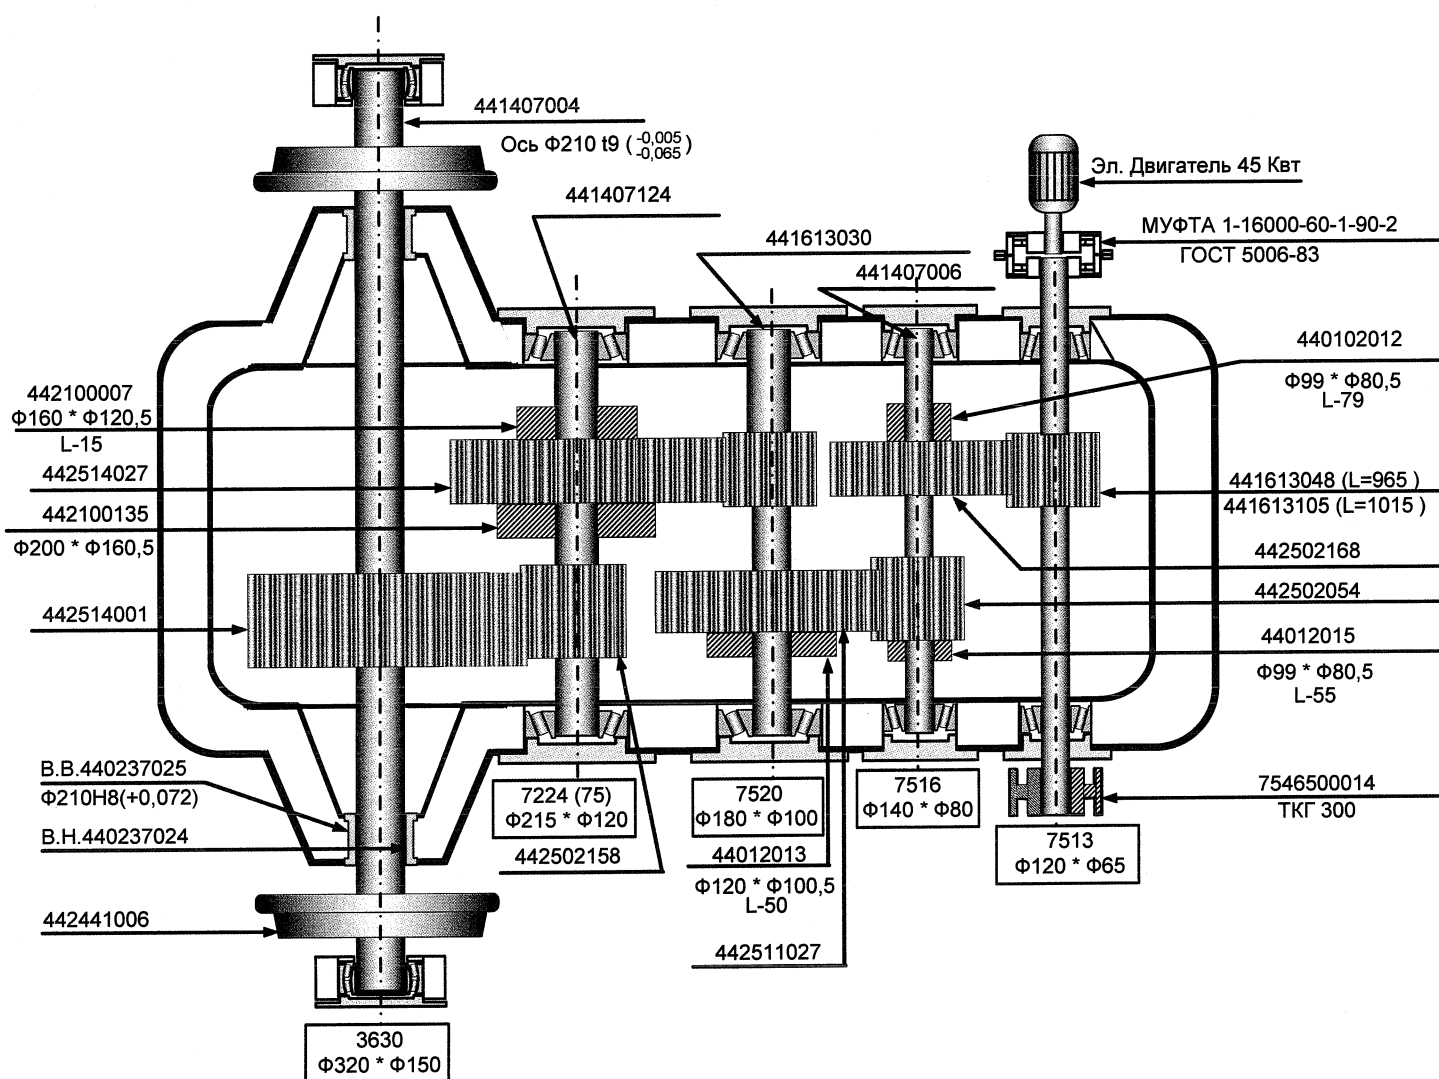 441407004
Ось Ф210 t9 ( -0,005 -0,065 )
441407124
441613030
441407006
Эл. Двигатель 45 Квт
МУФТА 1-16000-60-1-90-2
ГОСТ 5006-83
440102012
Ф99 * Ф80,5
L-79
442100007
Ф160 * Ф120,5
L-15
442514027
442100135
Ф200 * Ф160,5
442514001
441613048 (L=965 )
441613105 (L=1015 )
442502168
442502054
44012015
Ф99 * Ф80,5
L-55
В.В.440237025
Ф210Н8(+0,072)
В.Н.440237024
442441006
7224 (75)
Ф215 * Ф120
442502158
7520
Ф180 * Ф100
44012013
Ф120 * Ф100,5
L-50
442511027
7516
Ф140 * Ф80
7546500014
ТКГ 300
7513
Ф120 * Ф65
3630
Ф320 * Ф150